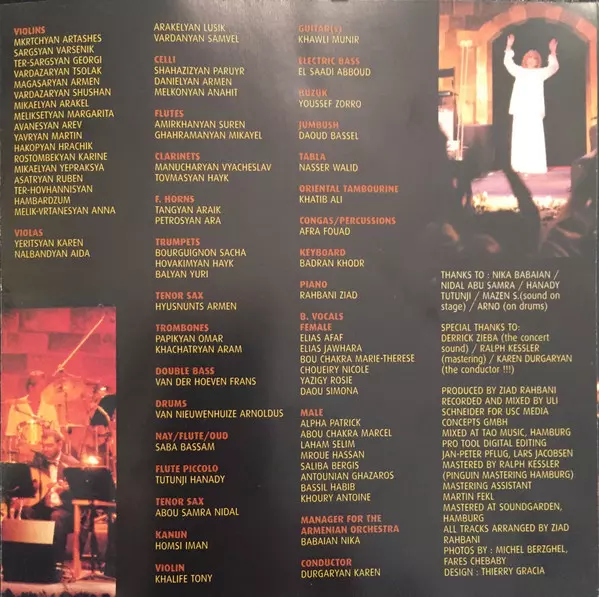 VIOLINS
MKRTCHYAN ARTASHES
SARGSYAN VARSENIK
TER-SARGSYAN GEORGI
VARDAZARYAN TSOLAK
MAGASARYAN ARMEN
VARDAZARYAN SHUSHAN
MIKAELYAN ARAKEL
MELIKSETYAN MARGARITA
AVANESYAN AREV
YAVRYAN MARTIN
HAKOPYAN HRACHIK
ROSTOMBEKYAN KARINE
MIKAELYAN YEPRAKSYA
ASATRYAN RUBEN
TER-HOVHANNISYAN
HAMBARDZUM
MELIK-VRTANESYAN ANNA
VIOLAS
YERITSYAN KAREN
NALBANDYAN AIDA
ARAKELYAN LUSIK
VARDANYAN SAMVEL
CELLI
SHAHAZIZYAN PARUYR
DANIELYAN ARMEN
MELKONYAN ANAHIT
FLUTES
AMIRKHANYAN SUREN
GHAHRAMANYAN MIKAYEL
CLARINETS
MANUCHARYAN VYACHESLAV
TOVMASYAN HAYK
F. HORNS
TANGYAN ARAIK
PETROSYAN ARA
TRUMPETS
BOURGUIGNON SACHA
HOVAKIMYAN HAYK
BALYAN YURI
TENOR SAX
HYUSNUNTS ARMEN
TROMBONES
PAPIKYAN OMAR
KHACHATRYAN ARAM
DOUBLE BASS
VAN DER HOEVEN FRANS
DRUMS
VAN NIEUWENHUIZE ARNOLDUS
NAY/FLUTE/OUD
SABA BASSAM
FLUTE PICCOLO
TUTUNJI HANADY
TENOR SAX
ABOU SAMRA NIDAL
KANUN
HOMSI IMAN
VIOLIN
KHALIFE TONY
GUITAR(S)
KHAWLI MUNIR
ELECTRIC BASS
EL SAADI ABBOUD
BUZUK
YOUSSEF ZORRO
JUMBUSH
DAOUD BASSEL
TABLA
NASSER WALID
ORIENTAL TAMBOURINE
KHATIB ALI
CONGAS/PERCUSSIONS
AFRA FOUAD
KEYBOARD
BADRAN KHODR
PIANO
RAHBANI ZIAD
B. VOCALS
FEMALE
ELIAS AFAF
ELIAS JAWHARA
BOU CHAKRA MARIE-THERESE
CHOUEIRY NICOLE
YAZIGY ROSIE
DAOU SIMONA
MALE
ALPHA PATRICK
ABOU CHAKRA MARCEL
LAHAM SELIM
MROUE HASSAN
SALIBA BERGIS
ANTOUNIAN GHAZAROS
BASSIL HABIB
KHOURY ANTOINE
MANAGER FOR THE
ARMENIAN ORCHESTRA
BABAIAN NIKA
CONDUCTOR
DURGARYAN KAREN
THANKS TO : NIKA BABAIAN /
NIDAL ABU SAMRA / HANADY
TUTUNJI / MAZEN S.(sound on
stage) / ARNO (on drums)
SPECIAL THANKS TO:
DERRICK ZIEBA (the concert
sound) / RALPH KESSLER
(mastering) / KAREN DURGARYAN
(the conductor !!!)
PRODUCED BY ZIAD RAHBANI
RECORDED AND MIXED BY ULI
SCHNEIDER FOR USC MEDIA
CONCEPTS GMBH
MIXED AT TAO MUSIC, HAMBURG
PRO TOOL DIGITAL EDITING
JAN-PETER PFLUG, LARS JACOBSEN
MASTERED BY RALPH KESSLER
(PINGUIN MASTERING HAMBURG)
MASTERING ASSISTANT
MARTIN FEKL
MASTERED AT SOUNDGARDEN,
HAMBURG
ALL TRACKS ARRANGED BY ZIAD
RAHBANI
PHOTOS BY : MICHEL BERZGHEL,
FARES CHEBABY
DESIGN : THIERRY GRACIA